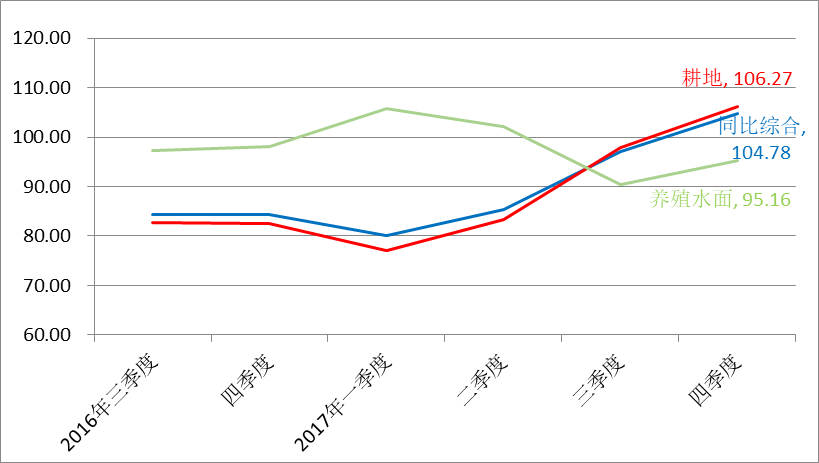 120.00
110.00
100.00
90.00
80.00
70.00
60.00
耕地, 106.27
同比综合,
104.78
养殖水面, 95.16
2016年三季度
四季度
2017年一季度
二季度
三季度
四季度